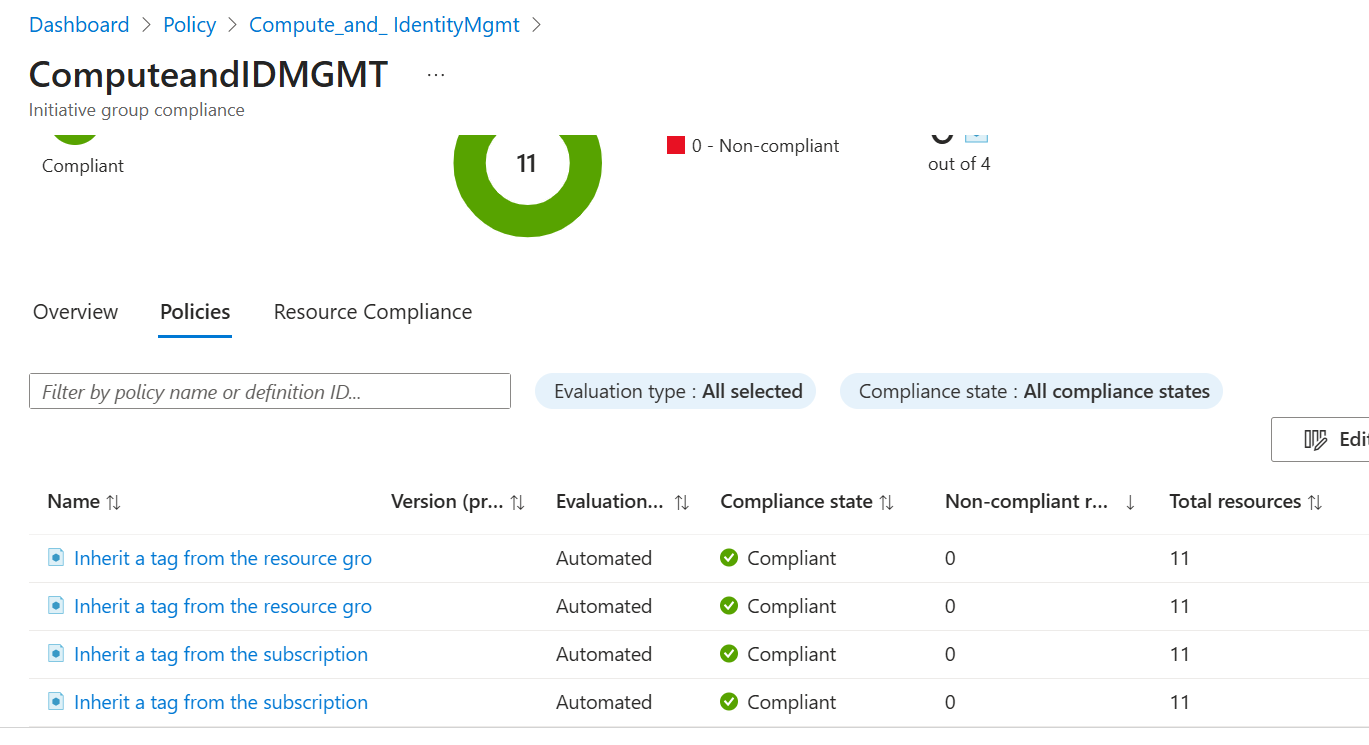 Dashboard > Policy > Compute_and_ IdentityMgmt >
ComputeandIDMGMT ...
Initiative group compliance
Compliant
11
0 - Non-compliant
out of 4
Overview Policies Resource Compliance
Filter by policy name or definition ID...
Evaluation type : All selected
Compliance state : All compliance states
Edit
Name Version (pr... Evaluation... Compliance state Non-compliant r... Total resources
Inherit a tag from the resource gro Automated Compliant 0 11
Inherit a tag from the resource gro Automated Compliant 0 11
Inherit a tag from the subscription Automated Compliant 0 11
Inherit a tag from the subscription Automated Compliant 0 11